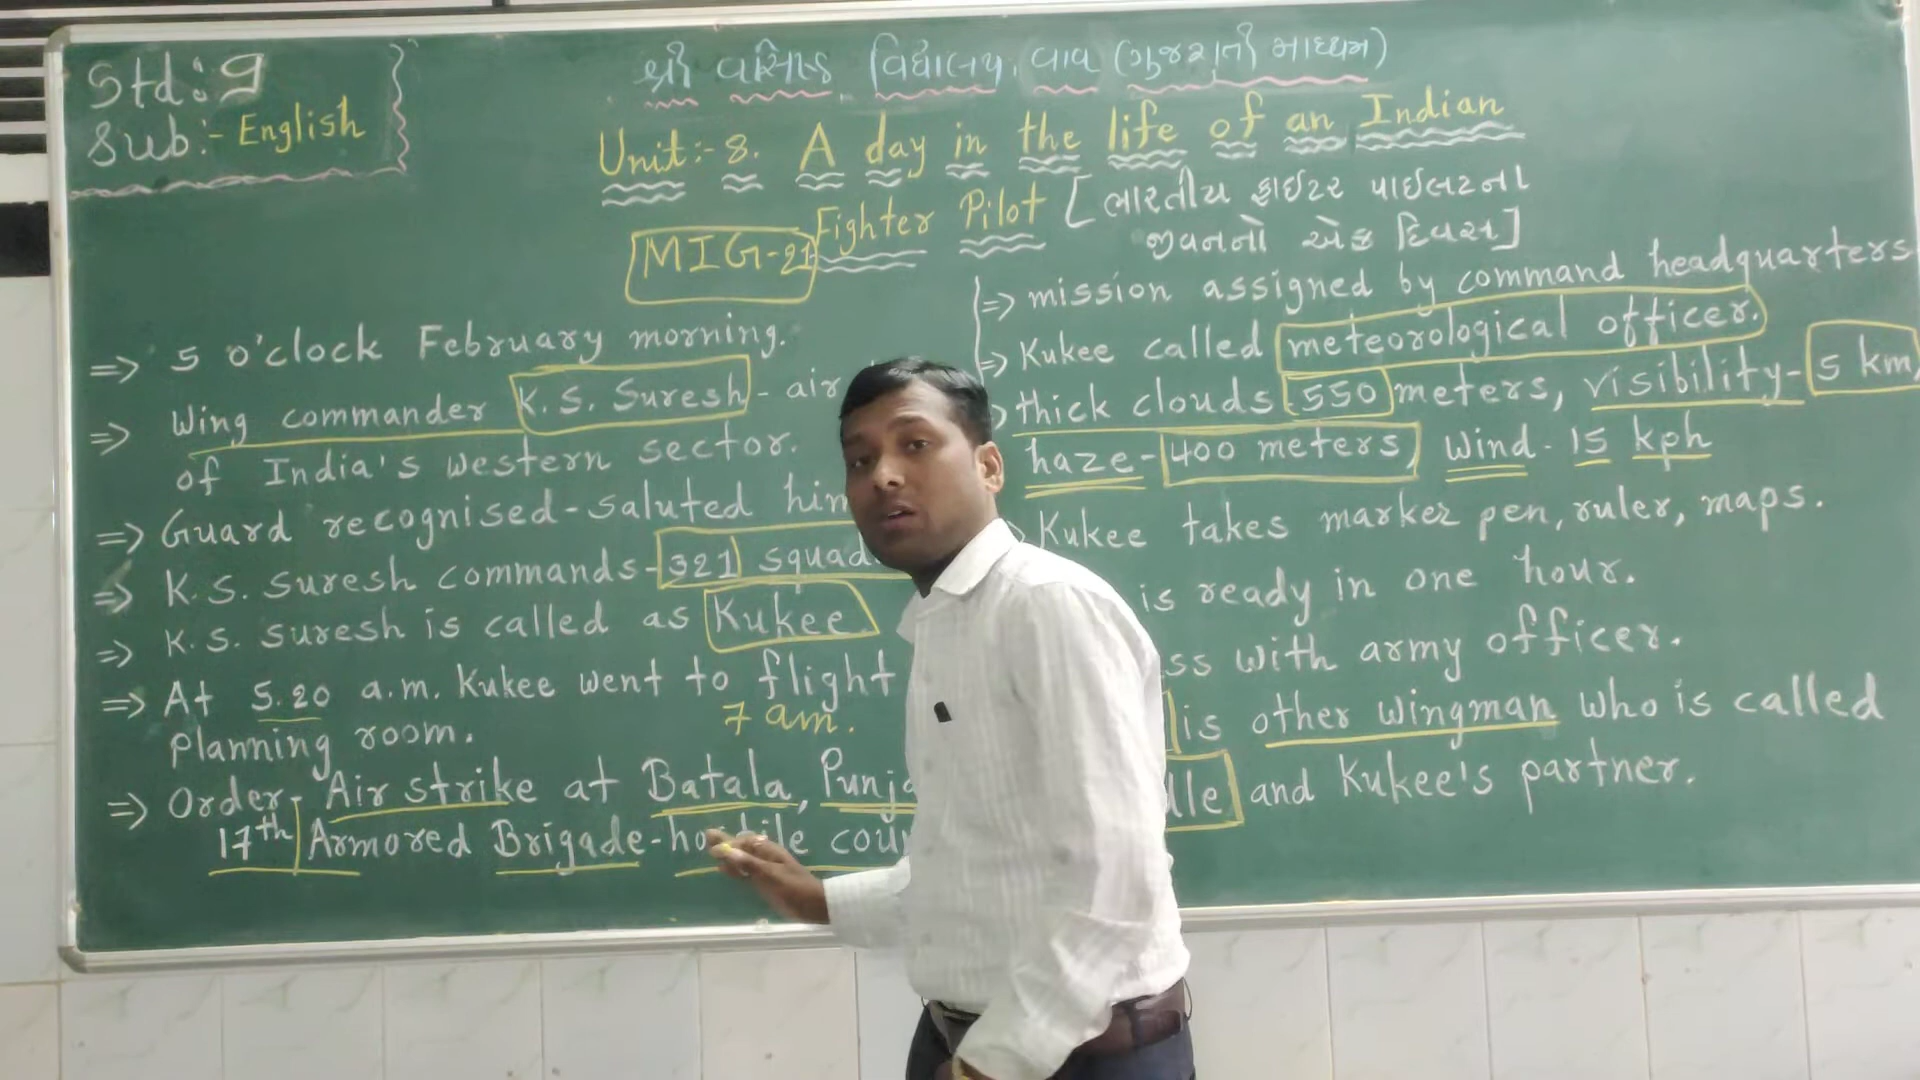 Std:9
Sub:- English
શ્રી વસિષ્ઠ વિદ્યાલય, વાવ (ગુજરાતી માધ્યમ)
Unit:- 8. A day in the life of an Indian
Fighter Pilot [ભારતીય ફાઈટર પાઈલટના
જીવનનો એક દિવસ]
MIG-21
=> 5 o'clock February morning.
=> Wing commander K.S. Suresh - air
of India's western sector.
=> Guard recognised - saluted him
=> K.S. Suresh commands - 321 squad
=> K.S. Suresh is called as Kukee
=> At 5.20 a.m. Kukee went to flight
planning room.
7 am.
=> Order - Air strike at Batala, Punja
17th Armored Brigade - hostile coun
=> mission assigned by command headquarters
=> Kukee called meteorological officer.
thick clouds 550 meters, visibility - 5 km,
haze - 400 meters, Wind - 15 kph
Kukee takes marker pen, ruler, maps.
is ready in one hour.
ss with army officer.
is other wingman who is called
dle and Kukee's partner.